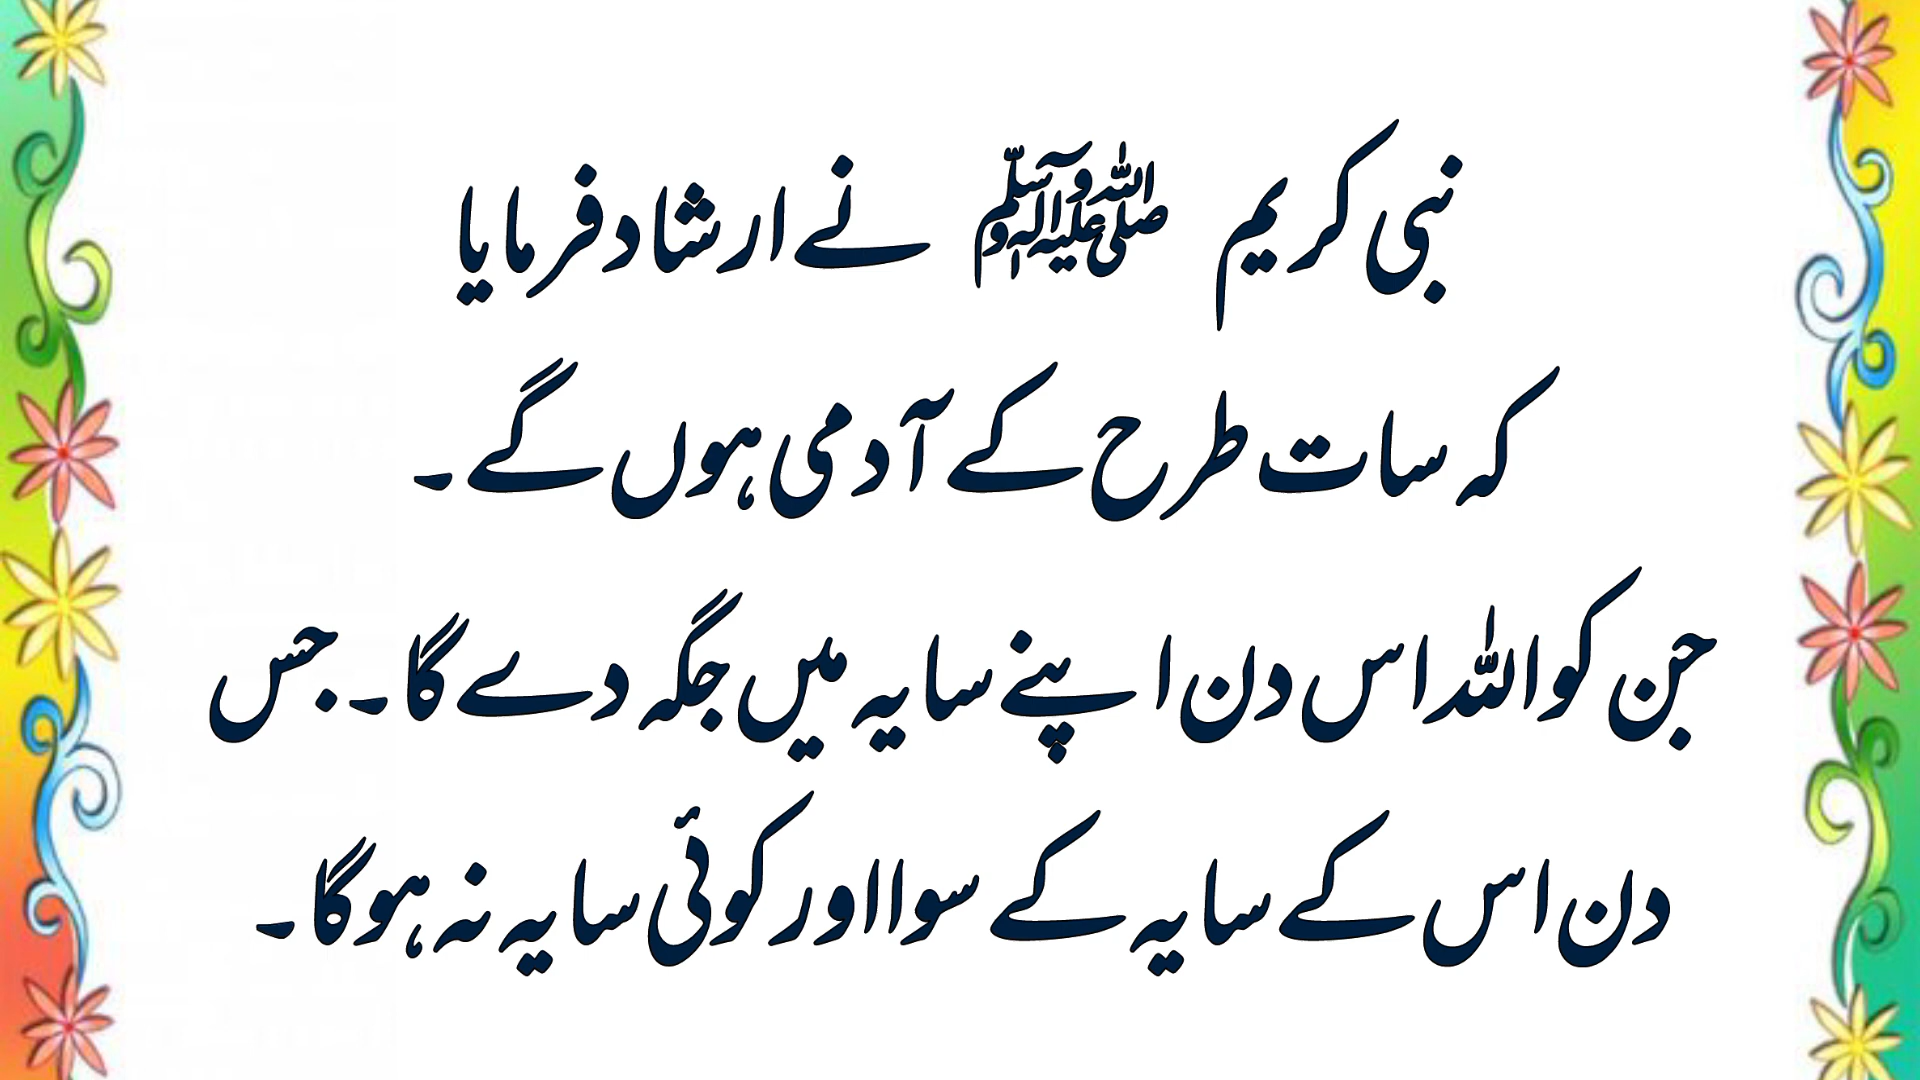 نبی کریم ﷺ نے ارشاد فرمایا
کہ سات طرح کے آدمی ہوں گے۔
جن کو اللہ اس دن اپنے سایہ میں جگہ دے گا۔ جس
دن اس کے سایہ کے سوا اور کوئی سایہ نہ ہو گا۔